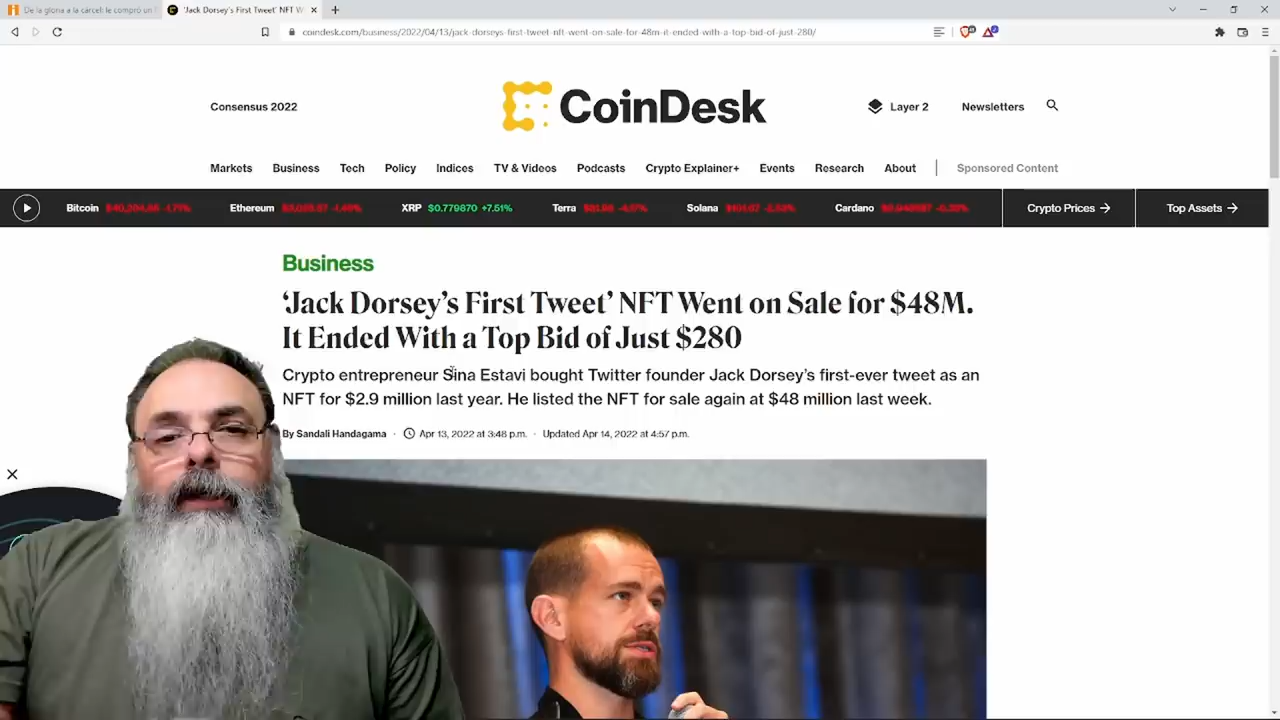 De la gloria a la cárcel: le compró un
'Jack Dorsey's First Tweet' NFT W
coindesk.com/business/2022/04/13/jack-dorseys-first-tweet-nft-went-on-sale-for-48m-it-ended-with-a-top-bid-of-just-280/
Consensus 2022
CoinDesk
Layer 2
Newsletters
Markets Business Tech Policy Indices TV & Videos Podcasts Crypto Explainer+ Events Research About Sponsored Content
Bitcoin Ethereum XRP $0.779870 +7.51% Terra Solana Cardano Crypto Prices → Top Assets →
Business
'Jack Dorsey's First Tweet' NFT Went on Sale for $48M.
It Ended With a Top Bid of Just $280
Crypto entrepreneur Sina Estavi bought Twitter founder Jack Dorsey's first-ever tweet as an
NFT for $2.9 million last year. He listed the NFT for sale again at $48 million last week.
By Sandali Handagama · Apr 13, 2022 at 3:48 p.m. · Updated Apr 14, 2022 at 4:57 p.m.